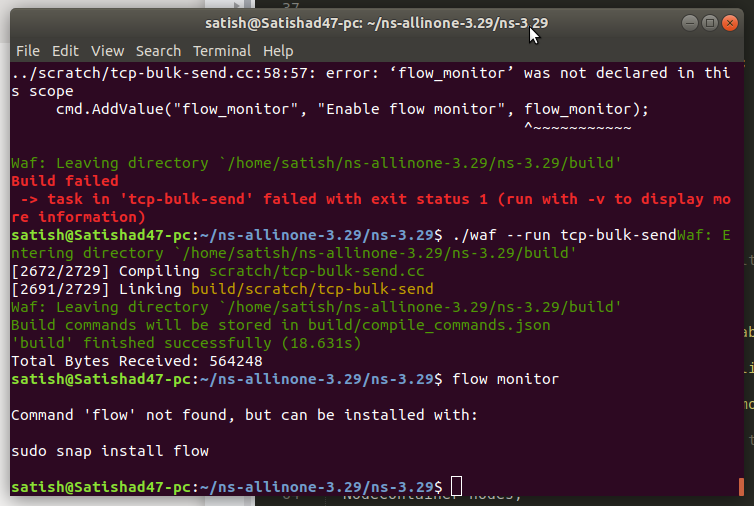 37
satish@Satishad47-pc: ~/ns-allinone-3.29/ns-3.29
File Edit View Search Terminal Help
../scratch/tcp-bulk-send.cc:58:57: error: ‘flow_monitor’ was not declared in thi
s scope
     cmd.AddValue("flow_monitor", "Enable flow monitor", flow_monitor);
                                                         ^~~~~~~~~~~~
Waf: Leaving directory `/home/satish/ns-allinone-3.29/ns-3.29/build'
Build failed
 -> task in 'tcp-bulk-send' failed with exit status 1 (run with -v to display mo
re information)
satish@Satishad47-pc:~/ns-allinone-3.29/ns-3.29$ ./waf --run tcp-bulk-sendWaf: E
ntering directory `/home/satish/ns-allinone-3.29/ns-3.29/build'
[2672/2729] Compiling scratch/tcp-bulk-send.cc
[2691/2729] Linking build/scratch/tcp-bulk-send
Waf: Leaving directory `/home/satish/ns-allinone-3.29/ns-3.29/build'
Build commands will be stored in build/compile_commands.json
'build' finished successfully (18.631s)
Total Bytes Received: 564248
satish@Satishad47-pc:~/ns-allinone-3.29/ns-3.29$ flow monitor
Command 'flow' not found, but can be installed with:
sudo snap install flow
satish@Satishad47-pc:~/ns-allinone-3.29/ns-3.29$